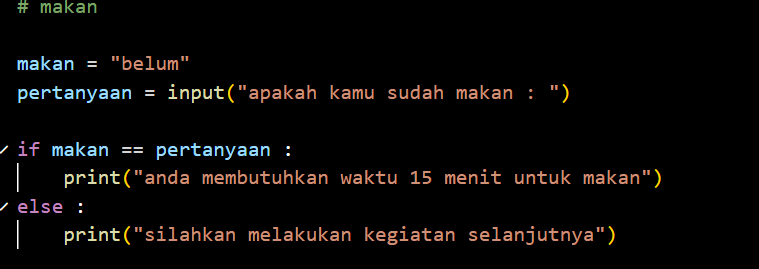 # makan
makan = "belum"
pertanyaan = input("apakah kamu sudah makan : ")
if makan == pertanyaan :
print("anda membutuhkan waktu 15 menit untuk makan")
else :
print("silahkan melakukan kegiatan selanjutnya")